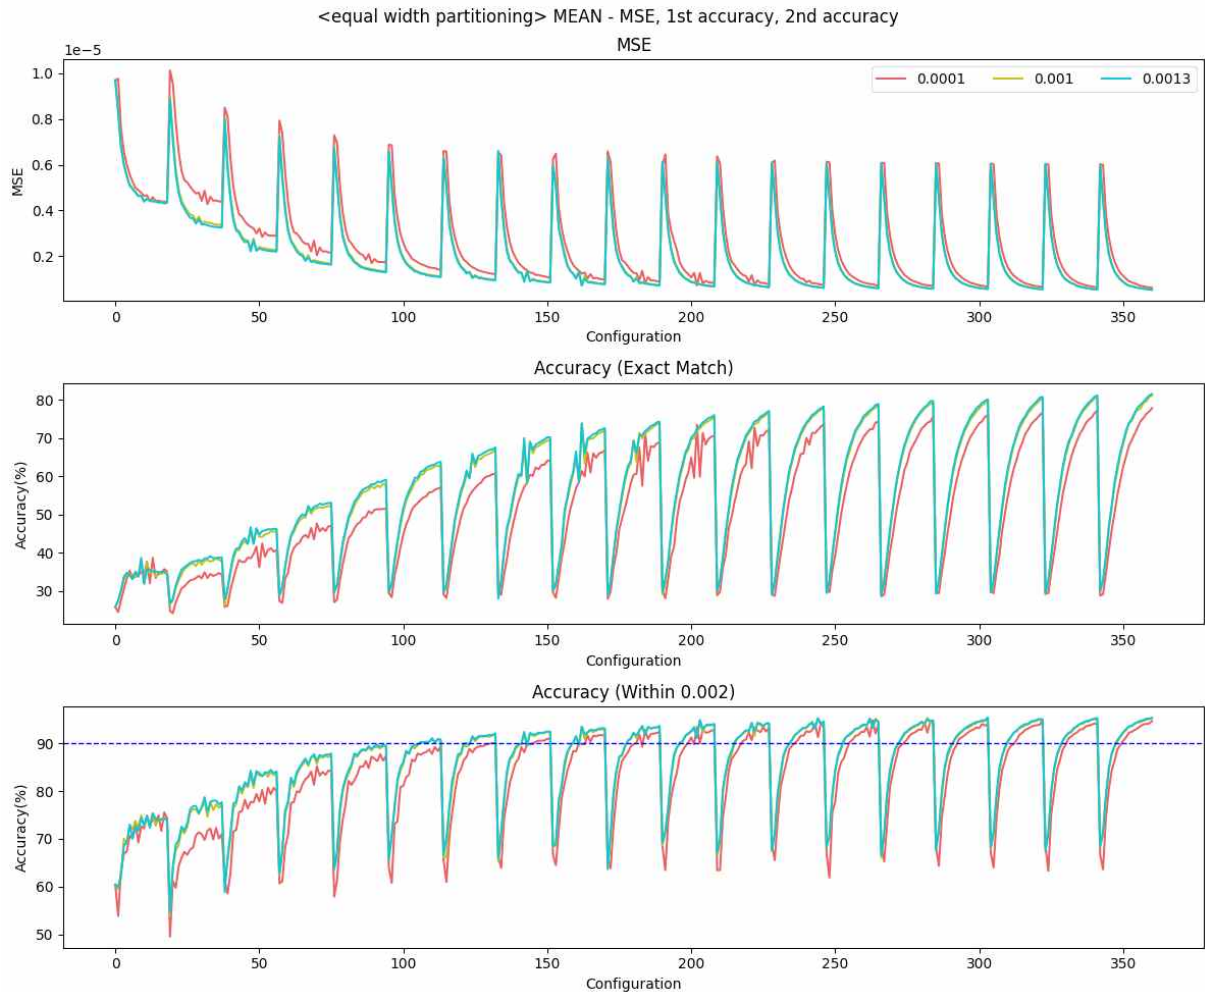 <equal width partitioning> MEAN - MSE, 1st accuracy, 2nd accuracy
MSE
1e−5
0.0001 0.001 0.0013
1.0
0.8
0.6
0.4
0.2
MSE
0 50 100 150 200 250 300 350
Configuration
Accuracy (Exact Match)
80
70
60
50
40
30
Accuracy(%)
0 50 100 150 200 250 300 350
Configuration
Accuracy (Within 0.002)
90
80
70
60
50
Accuracy(%)
0 50 100 150 200 250 300 350
Configuration